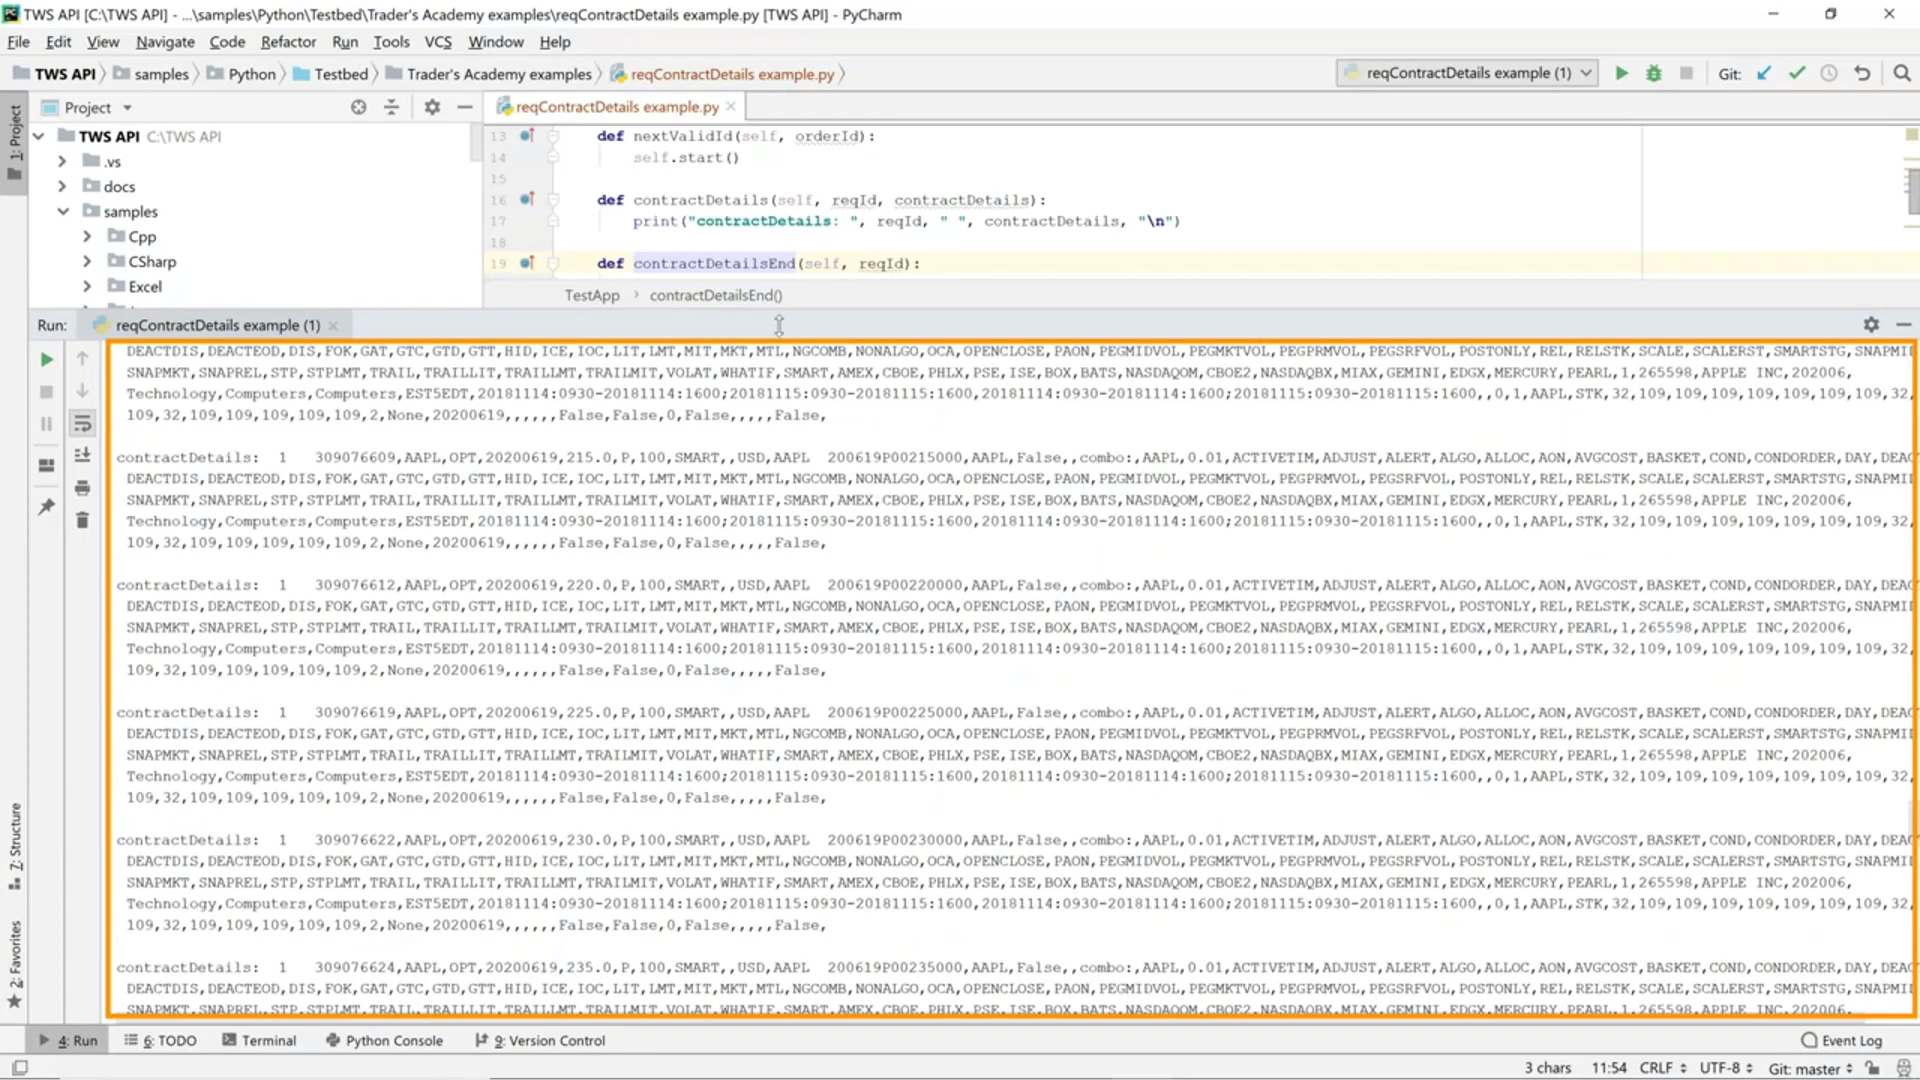 TWS API [C:\TWS API] - ...\samples\Python\Testbed\Trader's Academy examples\reqContractDetails example.py [TWS API] - PyCharm
File Edit View Navigate Code Refactor Run Tools VCS Window Help
TWS API samples Python Testbed Trader's Academy examples reqContractDetails example.py reqContractDetails example (1) Git:
1: Project
Project
reqContractDetails example.py
TWS API C:\TWS API
.vs
docs
samples
Cpp
CSharp
Excel
13 def nextValidId(self, orderId):
14 self.start()
15
16 def contractDetails(self, reqId, contractDetails):
17 print("contractDetails: ", reqId, " ", contractDetails, "\n")
18
19 def contractDetailsEnd(self, reqId):
TestApp > contractDetailsEnd()
Run: reqContractDetails example (1)
DEACTDIS,DEACTEOD,DIS,FOK,GAT,GTC,GTD,GTT,HID,ICE,IOC,LIT,LMT,MIT,MKT,MTL,NGCOMB,NONALGO,OCA,OPENCLOSE,PAON,PEGMIDVOL,PEGMKTVOL,PEGPRMVOL,PEGSRFVOL,POSTONLY,REL,RELSTK,SCALE,SCALERST,SMARTSTG,SNAPMID
SNAPMKT,SNAPREL,STP,STPLMT,TRAIL,TRAILLIT,TRAILLMT,TRAILMIT,VOLAT,WHATIF,SMART,AMEX,CBOE,PHLX,PSE,ISE,BOX,BATS,NASDAQOM,CBOE2,NASDAQBX,MIAX,GEMINI,EDGX,MERCURY,PEARL,1,265598,APPLE INC,202006,
Technology,Computers,Computers,EST5EDT,20181114:0930-20181114:1600;20181115:0930-20181115:1600,20181114:0930-20181114:1600;20181115:0930-20181115:1600,,0,1,AAPL,STK,32,109,109,109,109,109,109,32,
109,32,109,109,109,109,109,2,None,20200619,,,,,,False,False,0,False,,,,,False,
contractDetails: 1 309076609,AAPL,OPT,20200619,215.0,P,100,SMART,,USD,AAPL 200619P00215000,AAPL,False,,combo:,AAPL,0.01,ACTIVETIM,ADJUST,ALERT,ALGO,ALLOC,AON,AVGCOST,BASKET,COND,CONDORDER,DAY,DEAC
DEACTDIS,DEACTEOD,DIS,FOK,GAT,GTC,GTD,GTT,HID,ICE,IOC,LIT,LMT,MIT,MKT,MTL,NGCOMB,NONALGO,OCA,OPENCLOSE,PAON,PEGMIDVOL,PEGMKTVOL,PEGPRMVOL,PEGSRFVOL,POSTONLY,REL,RELSTK,SCALE,SCALERST,SMARTSTG,SNAPMID
SNAPMKT,SNAPREL,STP,STPLMT,TRAIL,TRAILLIT,TRAILLMT,TRAILMIT,VOLAT,WHATIF,SMART,AMEX,CBOE,PHLX,PSE,ISE,BOX,BATS,NASDAQOM,CBOE2,NASDAQBX,MIAX,GEMINI,EDGX,MERCURY,PEARL,1,265598,APPLE INC,202006,
Technology,Computers,Computers,EST5EDT,20181114:0930-20181114:1600;20181115:0930-20181115:1600,20181114:0930-20181114:1600;20181115:0930-20181115:1600,,0,1,AAPL,STK,32,109,109,109,109,109,109,32,
109,32,109,109,109,109,109,2,None,20200619,,,,,,False,False,0,False,,,,,False,
contractDetails: 1 309076612,AAPL,OPT,20200619,220.0,P,100,SMART,,USD,AAPL 200619P00220000,AAPL,False,,combo:,AAPL,0.01,ACTIVETIM,ADJUST,ALERT,ALGO,ALLOC,AON,AVGCOST,BASKET,COND,CONDORDER,DAY,DEAC
DEACTDIS,DEACTEOD,DIS,FOK,GAT,GTC,GTD,GTT,HID,ICE,IOC,LIT,LMT,MIT,MKT,MTL,NGCOMB,NONALGO,OCA,OPENCLOSE,PAON,PEGMIDVOL,PEGMKTVOL,PEGPRMVOL,PEGSRFVOL,POSTONLY,REL,RELSTK,SCALE,SCALERST,SMARTSTG,SNAPMID
SNAPMKT,SNAPREL,STP,STPLMT,TRAIL,TRAILLIT,TRAILLMT,TRAILMIT,VOLAT,WHATIF,SMART,AMEX,CBOE,PHLX,PSE,ISE,BOX,BATS,NASDAQOM,CBOE2,NASDAQBX,MIAX,GEMINI,EDGX,MERCURY,PEARL,1,265598,APPLE INC,202006,
Technology,Computers,Computers,EST5EDT,20181114:0930-20181114:1600;20181115:0930-20181115:1600,20181114:0930-20181114:1600;20181115:0930-20181115:1600,,0,1,AAPL,STK,32,109,109,109,109,109,109,32,
109,32,109,109,109,109,109,2,None,20200619,,,,,,False,False,0,False,,,,,False,
contractDetails: 1 309076619,AAPL,OPT,20200619,225.0,P,100,SMART,,USD,AAPL 200619P00225000,AAPL,False,,combo:,AAPL,0.01,ACTIVETIM,ADJUST,ALERT,ALGO,ALLOC,AON,AVGCOST,BASKET,COND,CONDORDER,DAY,DEAC
DEACTDIS,DEACTEOD,DIS,FOK,GAT,GTC,GTD,GTT,HID,ICE,IOC,LIT,LMT,MIT,MKT,MTL,NGCOMB,NONALGO,OCA,OPENCLOSE,PAON,PEGMIDVOL,PEGMKTVOL,PEGPRMVOL,PEGSRFVOL,POSTONLY,REL,RELSTK,SCALE,SCALERST,SMARTSTG,SNAPMID
SNAPMKT,SNAPREL,STP,STPLMT,TRAIL,TRAILLIT,TRAILLMT,TRAILMIT,VOLAT,WHATIF,SMART,AMEX,CBOE,PHLX,PSE,ISE,BOX,BATS,NASDAQOM,CBOE2,NASDAQBX,MIAX,GEMINI,EDGX,MERCURY,PEARL,1,265598,APPLE INC,202006,
Technology,Computers,Computers,EST5EDT,20181114:0930-20181114:1600;20181115:0930-20181115:1600,20181114:0930-20181114:1600;20181115:0930-20181115:1600,,0,1,AAPL,STK,32,109,109,109,109,109,109,32,
109,32,109,109,109,109,109,2,None,20200619,,,,,,False,False,0,False,,,,,False,
contractDetails: 1 309076622,AAPL,OPT,20200619,230.0,P,100,SMART,,USD,AAPL 200619P00230000,AAPL,False,,combo:,AAPL,0.01,ACTIVETIM,ADJUST,ALERT,ALGO,ALLOC,AON,AVGCOST,BASKET,COND,CONDORDER,DAY,DEAC
DEACTDIS,DEACTEOD,DIS,FOK,GAT,GTC,GTD,GTT,HID,ICE,IOC,LIT,LMT,MIT,MKT,MTL,NGCOMB,NONALGO,OCA,OPENCLOSE,PAON,PEGMIDVOL,PEGMKTVOL,PEGPRMVOL,PEGSRFVOL,POSTONLY,REL,RELSTK,SCALE,SCALERST,SMARTSTG,SNAPMID
SNAPMKT,SNAPREL,STP,STPLMT,TRAIL,TRAILLIT,TRAILLMT,TRAILMIT,VOLAT,WHATIF,SMART,AMEX,CBOE,PHLX,PSE,ISE,BOX,BATS,NASDAQOM,CBOE2,NASDAQBX,MIAX,GEMINI,EDGX,MERCURY,PEARL,1,265598,APPLE INC,202006,
Technology,Computers,Computers,EST5EDT,20181114:0930-20181114:1600;20181115:0930-20181115:1600,20181114:0930-20181114:1600;20181115:0930-20181115:1600,,0,1,AAPL,STK,32,109,109,109,109,109,109,32,
109,32,109,109,109,109,109,2,None,20200619,,,,,,False,False,0,False,,,,,False,
contractDetails: 1 309076624,AAPL,OPT,20200619,235.0,P,100,SMART,,USD,AAPL 200619P00235000,AAPL,False,,combo:,AAPL,0.01,ACTIVETIM,ADJUST,ALERT,ALGO,ALLOC,AON,AVGCOST,BASKET,COND,CONDORDER,DAY,DEAC
DEACTDIS,DEACTEOD,DIS,FOK,GAT,GTC,GTD,GTT,HID,ICE,IOC,LIT,LMT,MIT,MKT,MTL,NGCOMB,NONALGO,OCA,OPENCLOSE,PAON,PEGMIDVOL,PEGMKTVOL,PEGPRMVOL,PEGSRFVOL,POSTONLY,REL,RELSTK,SCALE,SCALERST,SMARTSTG,SNAPMID
SNAPMKT,SNAPREL,STP,STPLMT,TRAIL,TRAILLIT,TRAILLMT,TRAILMIT,VOLAT,WHATIF,SMART,AMEX,CBOE,PHLX,PSE,ISE,BOX,BATS,NASDAQOM,CBOE2,NASDAQBX,MIAX,GEMINI,EDGX,MERCURY,PEARL,1,265598,APPLE INC,202006,
7: Structure
2: Favorites
4: Run 6: TODO Terminal Python Console 9: Version Control Event Log
3 chars 11:54 CRLF UTF-8 Git: master